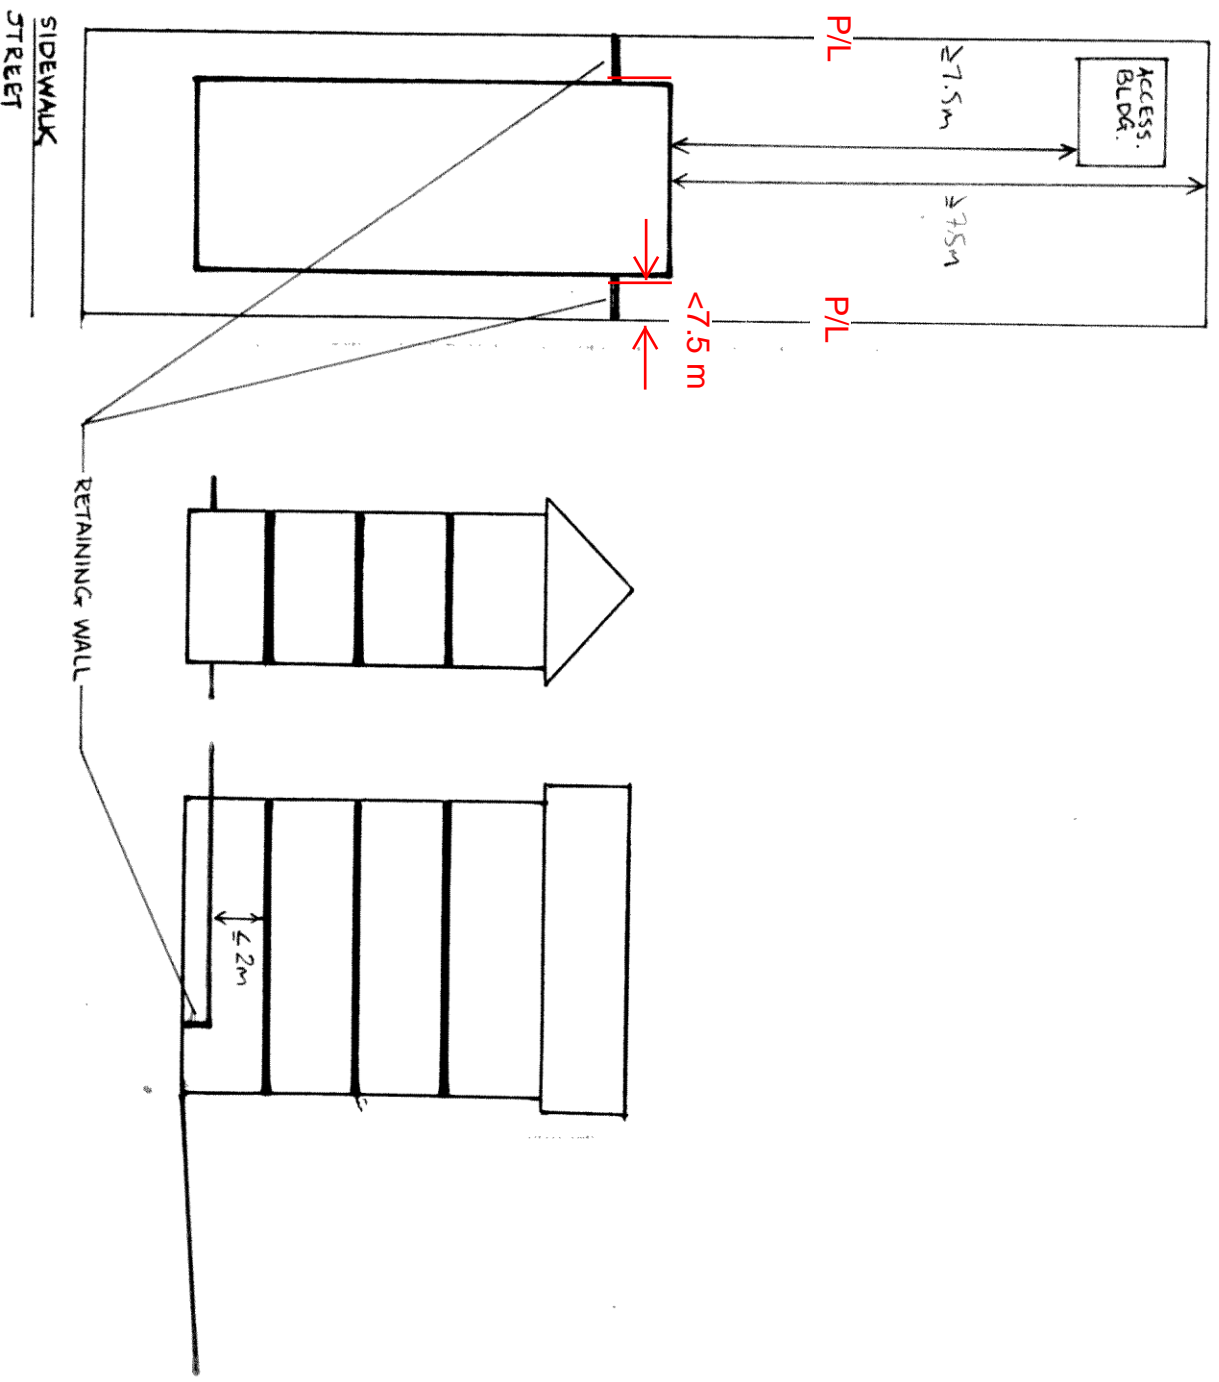 SIDEWALK
STREET
P/L
≥7.5m
ACCESS.
BLDG.
≥7.5m
P/L
<7.5 m
RETAINING WALL
≤2m